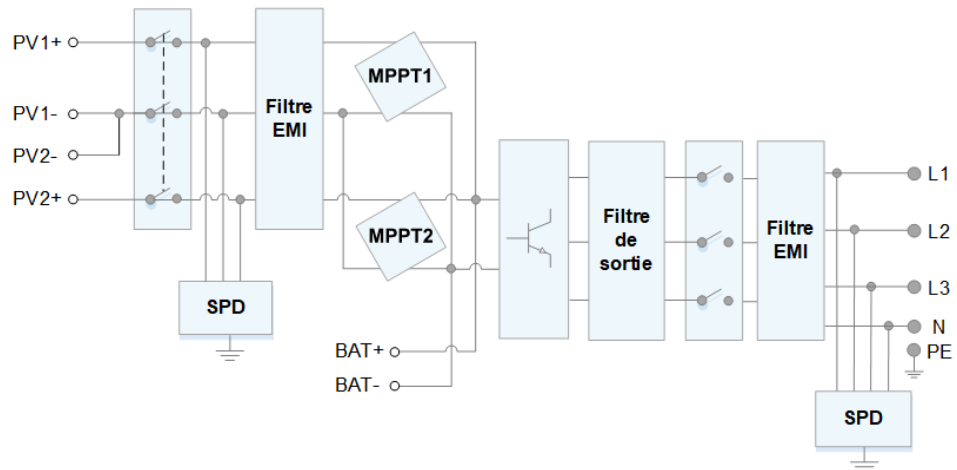 PV1+
PV1-
PV2-
PV2+
Filtre
EMI
MPPT1
MPPT2
SPD
BAT+
BAT-
Filtre
de
sortie
Filtre
EMI
L1
L2
L3
N
PE
SPD